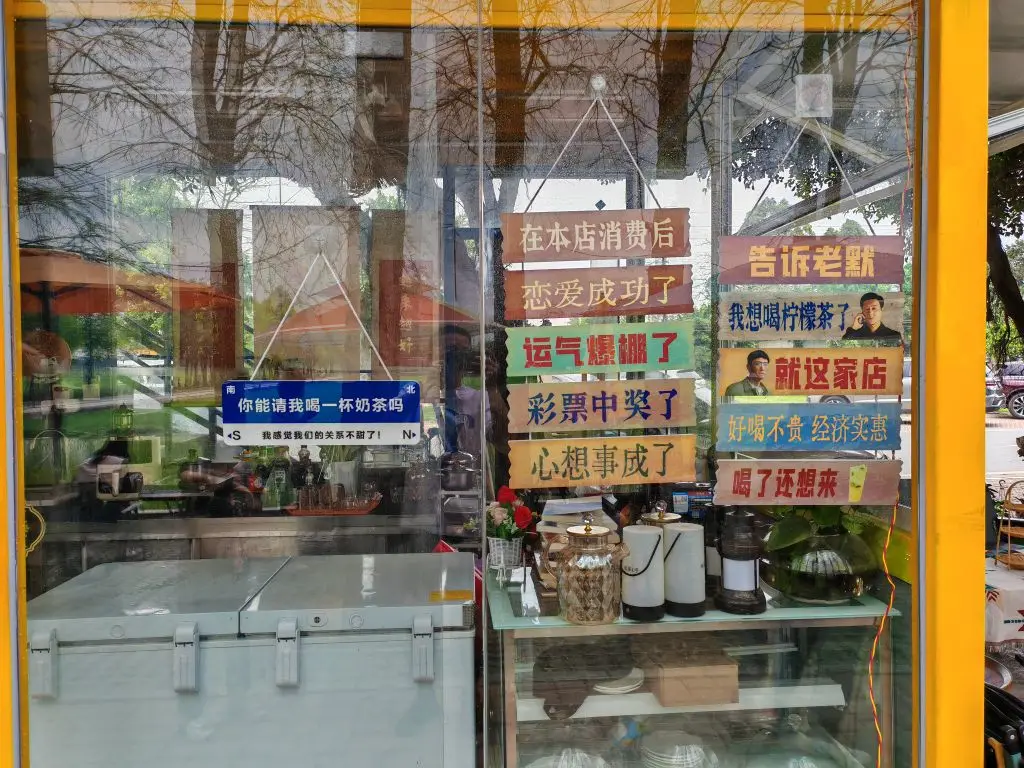 南 北
你能请我喝一杯奶茶吗
S 我感觉我们的关系不甜了! N
在本店消费后
恋爱成功了
运气爆棚了
彩票中奖了
心想事成了
告诉老默
我想喝柠檬茶了
就这家店
好喝不贵 经济实惠
喝了还想来